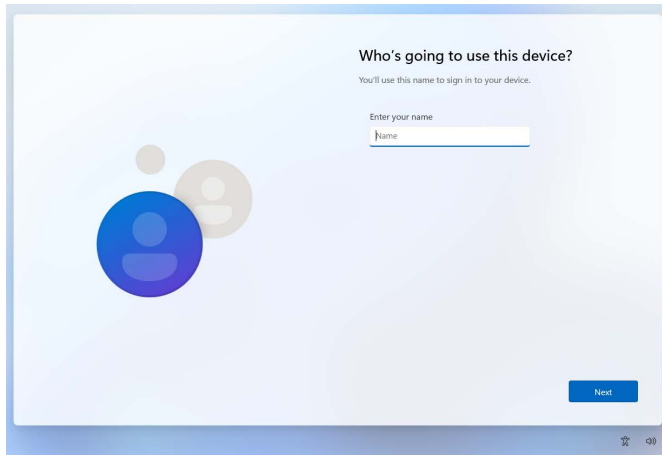 Who's going to use this device?
You'll use this name to sign in to your device.
Enter your name
Name
Next